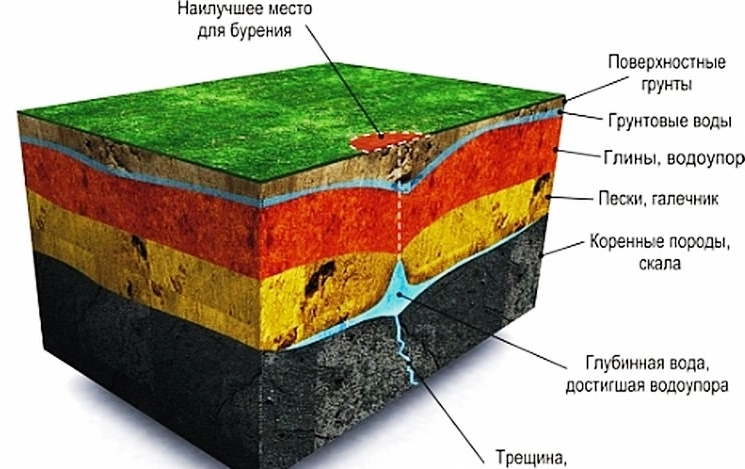 Наилучшее место
для бурения
Поверхностные
грунты
Грунтовые воды
Глины, водоупор
Пески, галечник
Коренные породы,
скала
Глубинная вода,
достигшая водоупора
Трещина,